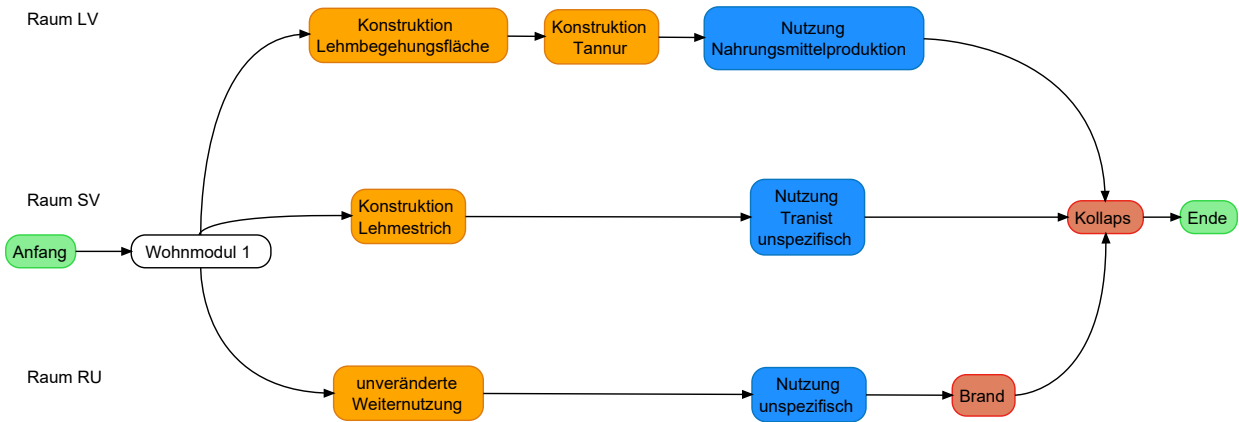 Raum LV
Konstruktion
Lehmbegehungsfläche
Konstruktion
Tannur
Nutzung
Nahrungsmittelproduktion
Raum SV
Konstruktion
Lehmestrich
Nutzung
Tranist
unspezifisch
Kollaps
Ende
Anfang
Wohnmodul 1
Raum RU
unveränderte
Weiternutzung
Nutzung
unspezifisch
Brand